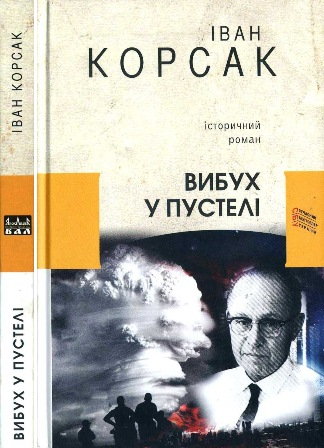 ІВАН КОРСАК
ВИБУХ У ПУСТЕЛІ
ІВАН
КОРСАК
історичний
роман
ВИБУХ
У ПУСТЕЛІ